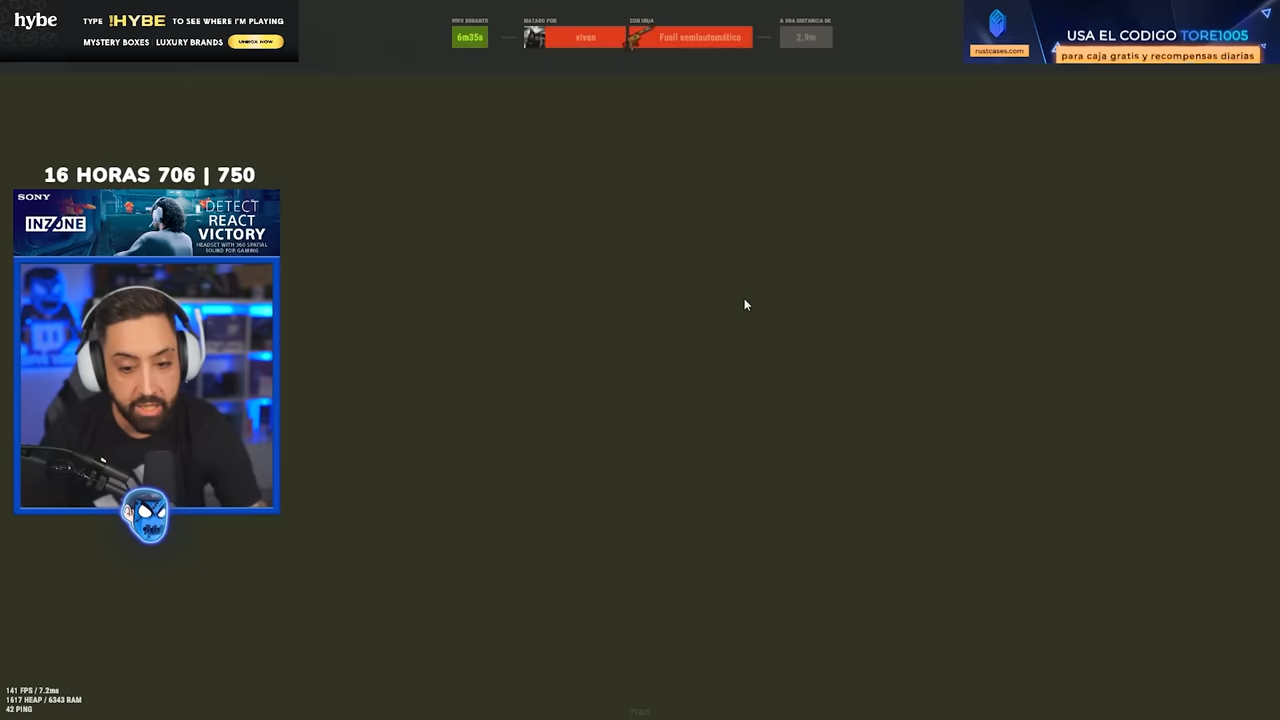 hybe
TYPE !HYBE TO SEE WHERE I'M PLAYING
MYSTERY BOXES LUXURY BRANDS
UNBOX NOW
VIVO DURANTE
6m35s
MATADO POR
vivan
CON UN/A
Fusil semiautomático
A UNA DISTANCIA DE
2.9m
rustcases.com
USA EL CODIGO TORE1005
para caja gratis y recompensas diarias
16 HORAS 706 | 750
SONY
INZONE
DETECT
REACT
VICTORY
HEADSET WITH 360 SPATIAL
SOUND FOR GAMING
141 FPS / 7.2ms
1617 HEAP / 6343 RAM
42 PING